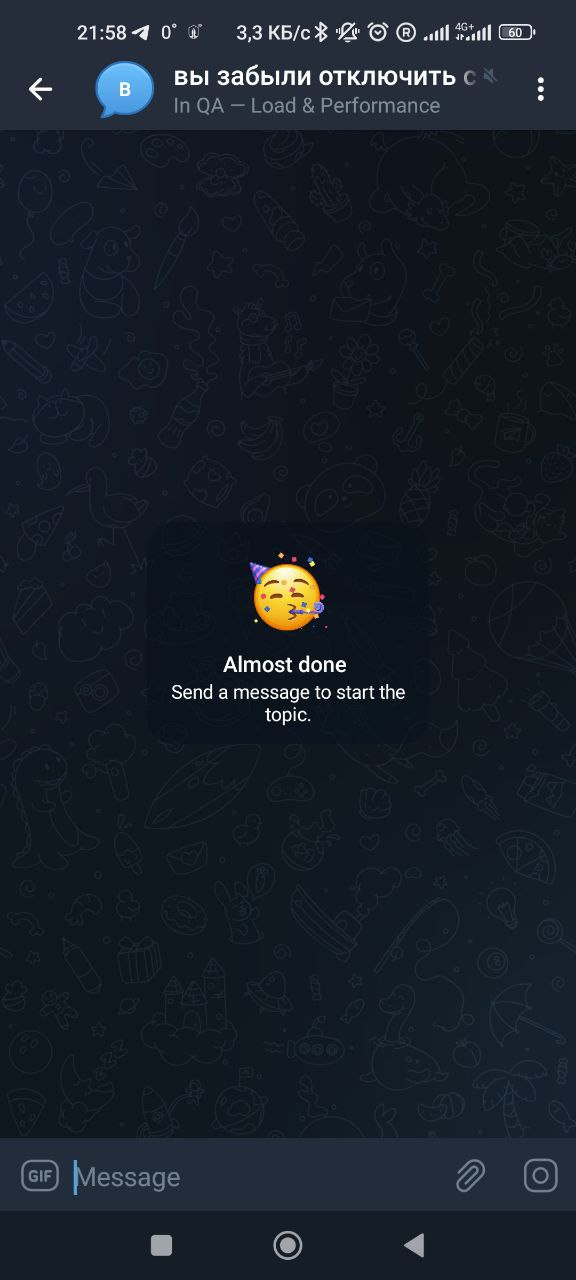 21:58 0° 3,3 КБ/с R 4G+ 60
В вы забыли отключить с
In QA — Load & Performance
Almost done
Send a message to start the
topic.
GIF Message